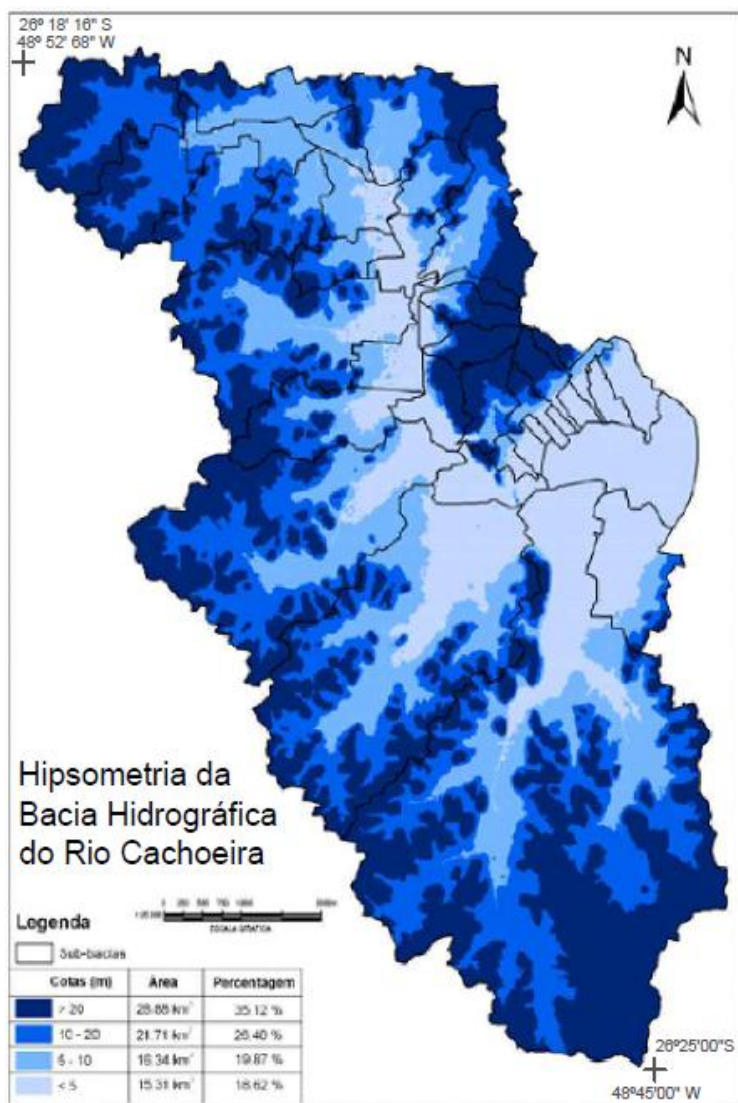 26º 18' 16" S
48º 52' 68" W
N
Hipsometria da
Bacia Hidrográfica
do Rio Cachoeira
Legenda
ESCALA GRÁFICA
Sub-bacias
Cotas (m) Área Percentagem
> 20 28.88 km² 35.12 %
10 - 20 21.71 km² 26.40 %
5 - 10 16.34 km² 19.87 %
< 5 15.31 km² 18.62 %
26º25'00"S
48º45'00" W